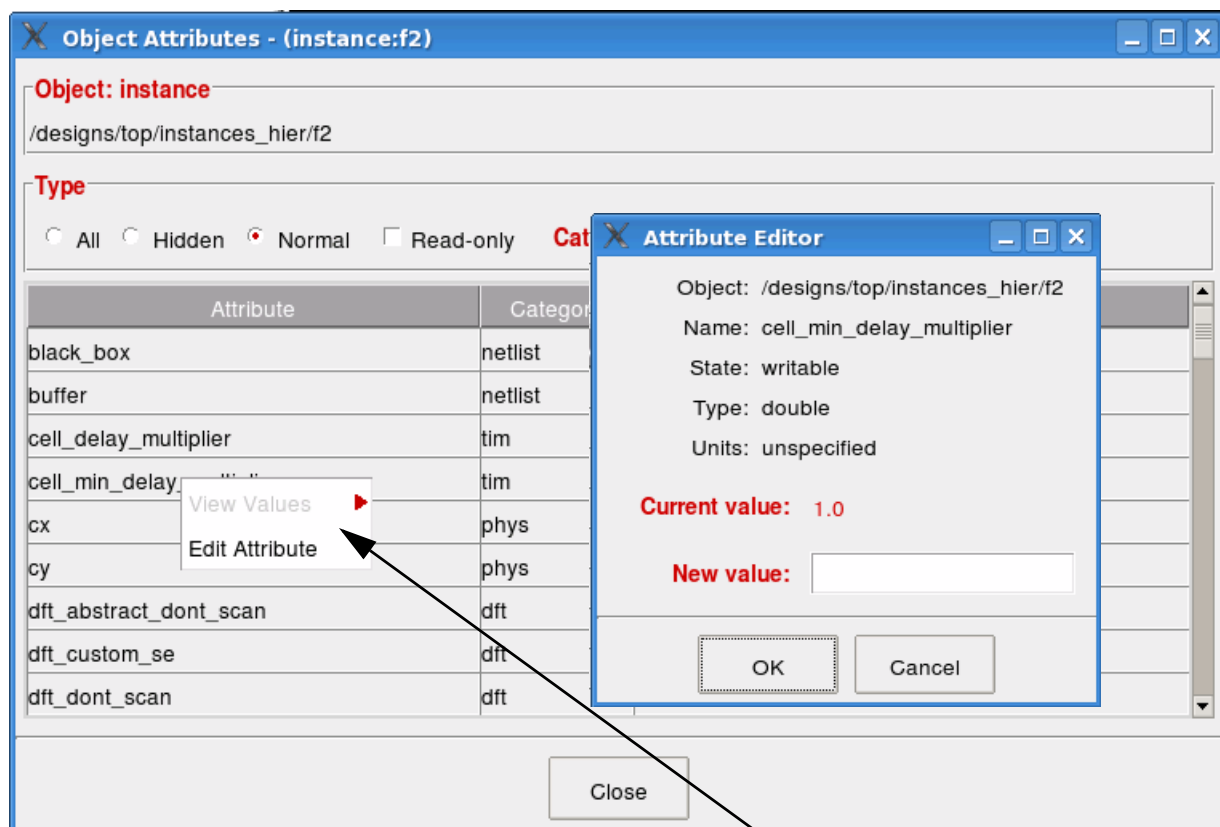 Object Attributes - (instance:f2)
Object: instance
/designs/top/instances_hier/f2
Type
All Hidden Normal Read-only
Attribute
black_box netlist
buffer netlist
cell_delay_multiplier tim
cell_min_delay tim
cx phys
cy phys
dft_abstract_dont_scan dft
dft_custom_se dft
dft_dont_scan dft
View Values
Edit Attribute
Close
Attribute Editor
Object: /designs/top/instances_hier/f2
Name: cell_min_delay_multiplier
State: writable
Type: double
Units: unspecified
Current value: 1.0
New value:
OK Cancel